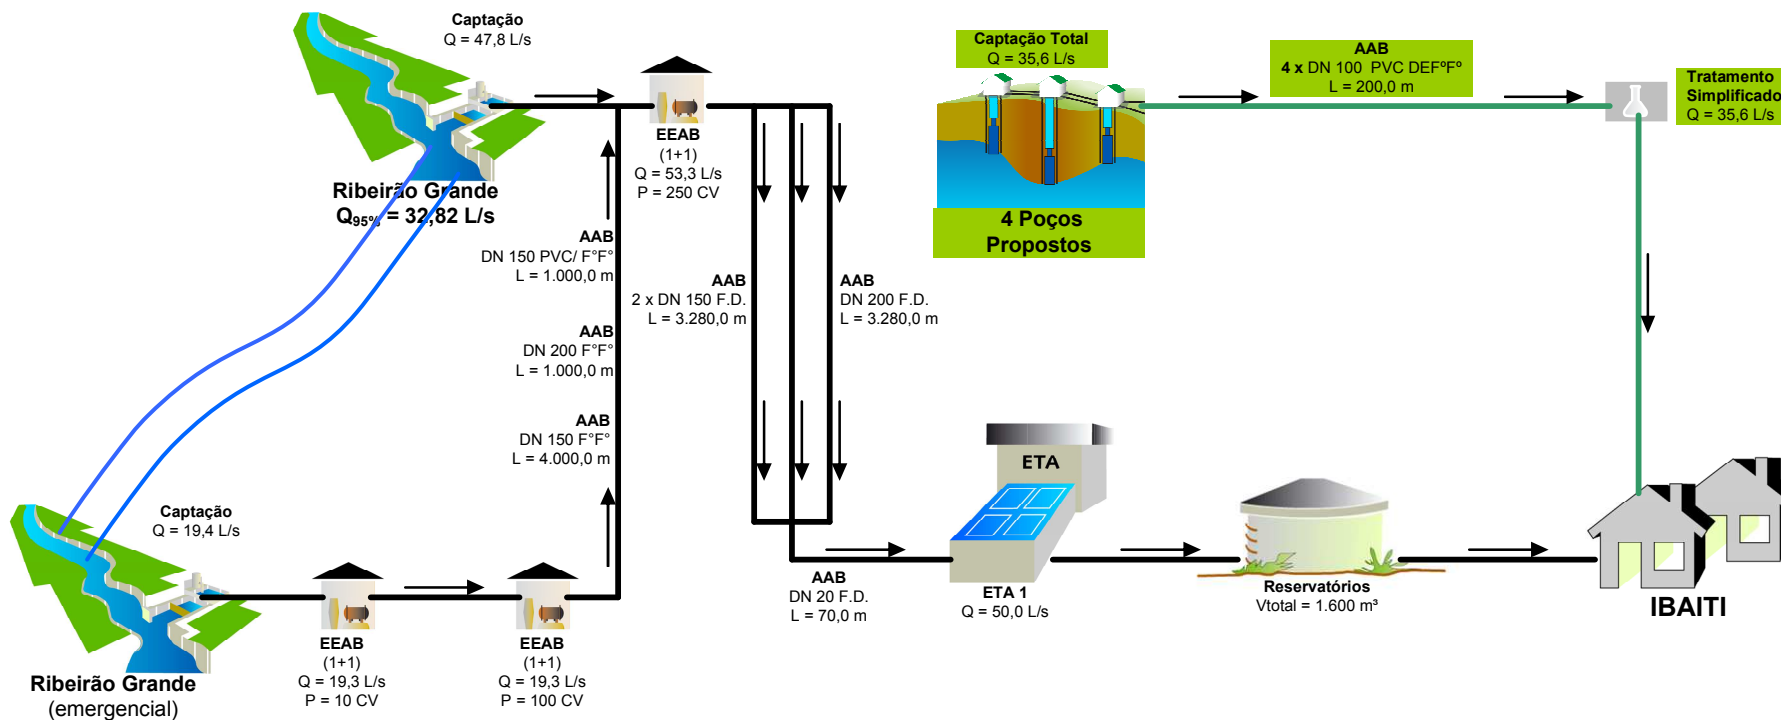 Captação
Q = 47,8 L/s
EEAB
(1+1)
Q = 53,3 L/s
P = 250 CV
Ribeirão Grande
Q95% = 32,82 L/s
AAB
DN 150 PVC/ F°F°
L = 1.000,0 m
AAB
DN 200 F°F°
L = 1.000,0 m
AAB
DN 150 F°F°
L = 4.000,0 m
AAB
2 x DN 150 F.D.
L = 3.280,0 m
AAB
DN 200 F.D.
L = 3.280,0 m
Captação Total
Q = 35,6 L/s
4 Poços
Propostos
AAB
4 x DN 100 PVC DEFºFº
L = 200,0 m
Tratamento
Simplificado
Q = 35,6 L/s
Captação
Q = 19,4 L/s
Ribeirão Grande
(emergencial)
EEAB
(1+1)
Q = 19,3 L/s
P = 10 CV
EEAB
(1+1)
Q = 19,3 L/s
P = 100 CV
AAB
DN 20 F.D.
L = 70,0 m
ETA
ETA 1
Q = 50,0 L/s
Reservatórios
Vtotal = 1.600 m³
IBAITI